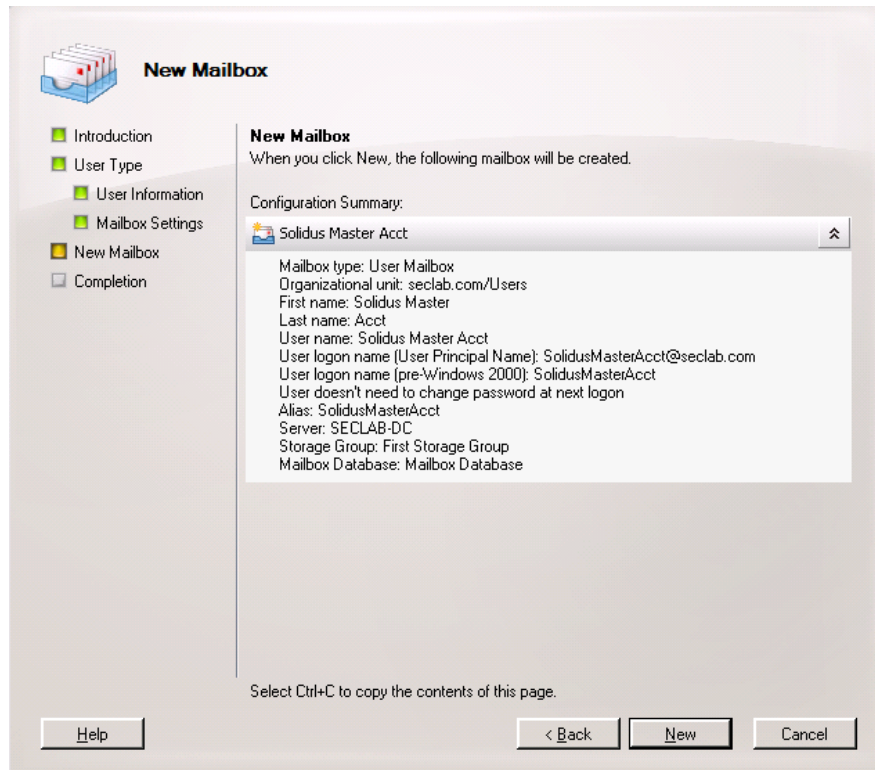 New Mailbox
Introduction
User Type
User Information
Mailbox Settings
New Mailbox
Completion
New Mailbox
When you click New, the following mailbox will be created.
Configuration Summary:
Solidus Master Acct
Mailbox type: User Mailbox
Organizational unit: seclab.com/Users
First name: Solidus Master
Last name: Acct
User name: Solidus Master Acct
User logon name (User Principal Name): SolidusMasterAcct@seclab.com
User logon name (pre-Windows 2000): SolidusMasterAcct
User doesn't need to change password at next logon
Alias: SolidusMasterAcct
Server: SECLAB-DC
Storage Group: First Storage Group
Mailbox Database: Mailbox Database
Select Ctrl+C to copy the contents of this page.
Help
< Back
New
Cancel